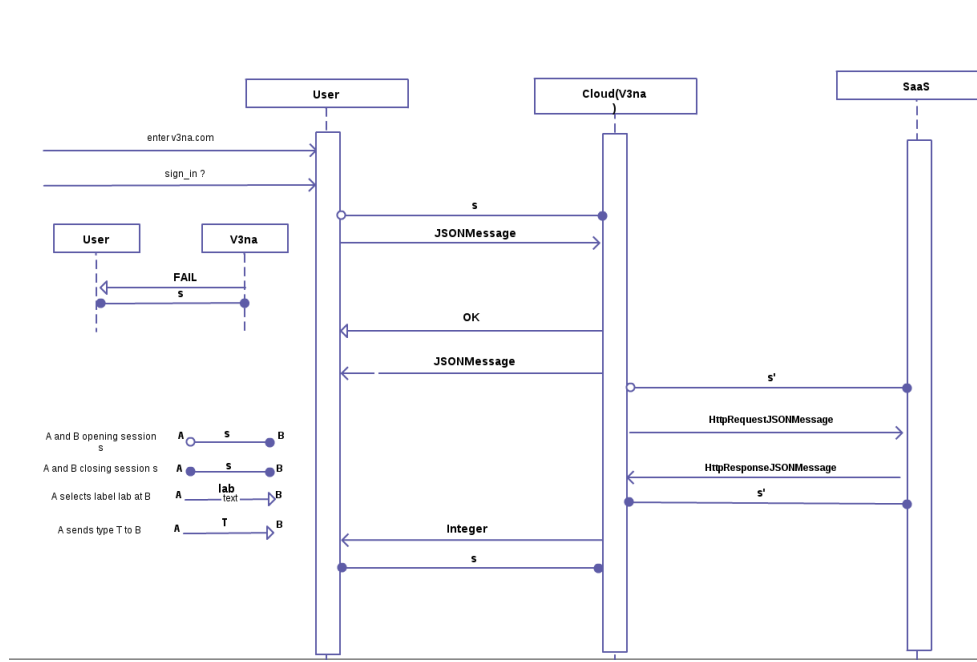 SaaS
User
Cloud(V3na
)
enter v3na.com
sign_in ?
s
JSONMessage
User
V3na
FAIL
s
OK
JSONMessage
s'
HttpRequestJSONMessage
A and B opening session
s
A
s
B
HttpResponseJSONMessage
A and B closing session s
A
s
B
s'
A selects label lab at B
A
lab
text
B
A sends type T to B
A
T
B
Integer
s